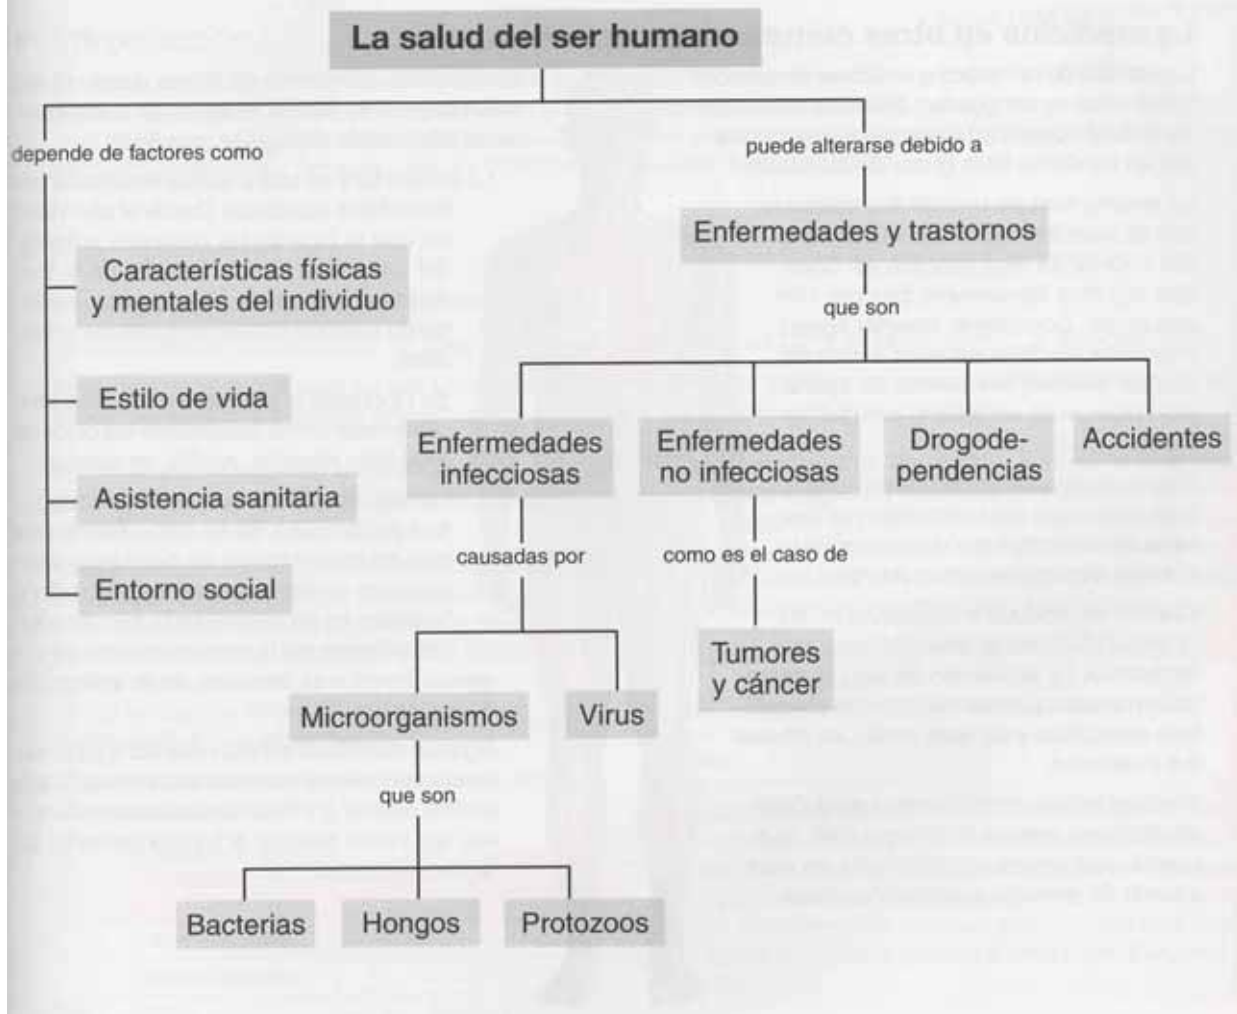 La salud del ser humano
depende de factores como
puede alterarse debido a
Características físicas
y mentales del individuo
Estilo de vida
Asistencia sanitaria
Entorno social
Enfermedades y trastornos
que son
Enfermedades
infecciosas
Enfermedades
no infecciosas
Drogode-
pendencias
Accidentes
causadas por
como es el caso de
Microorganismos
Virus
Tumores
y cáncer
que son
Bacterias
Hongos
Protozoos